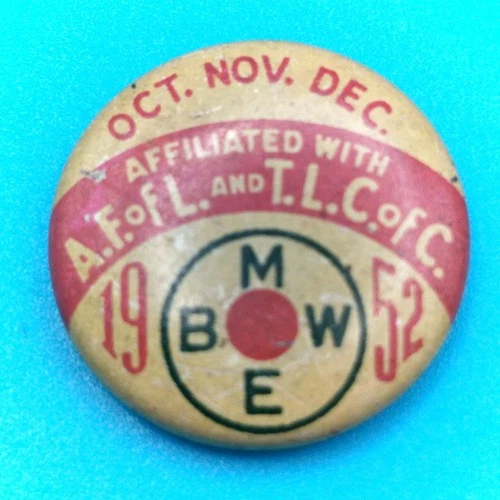 OCT. NOV. DEC.
AFFILIATED WITH
A.F.OF L. AND T.L.C.OF C.
19 52
M
B W
E